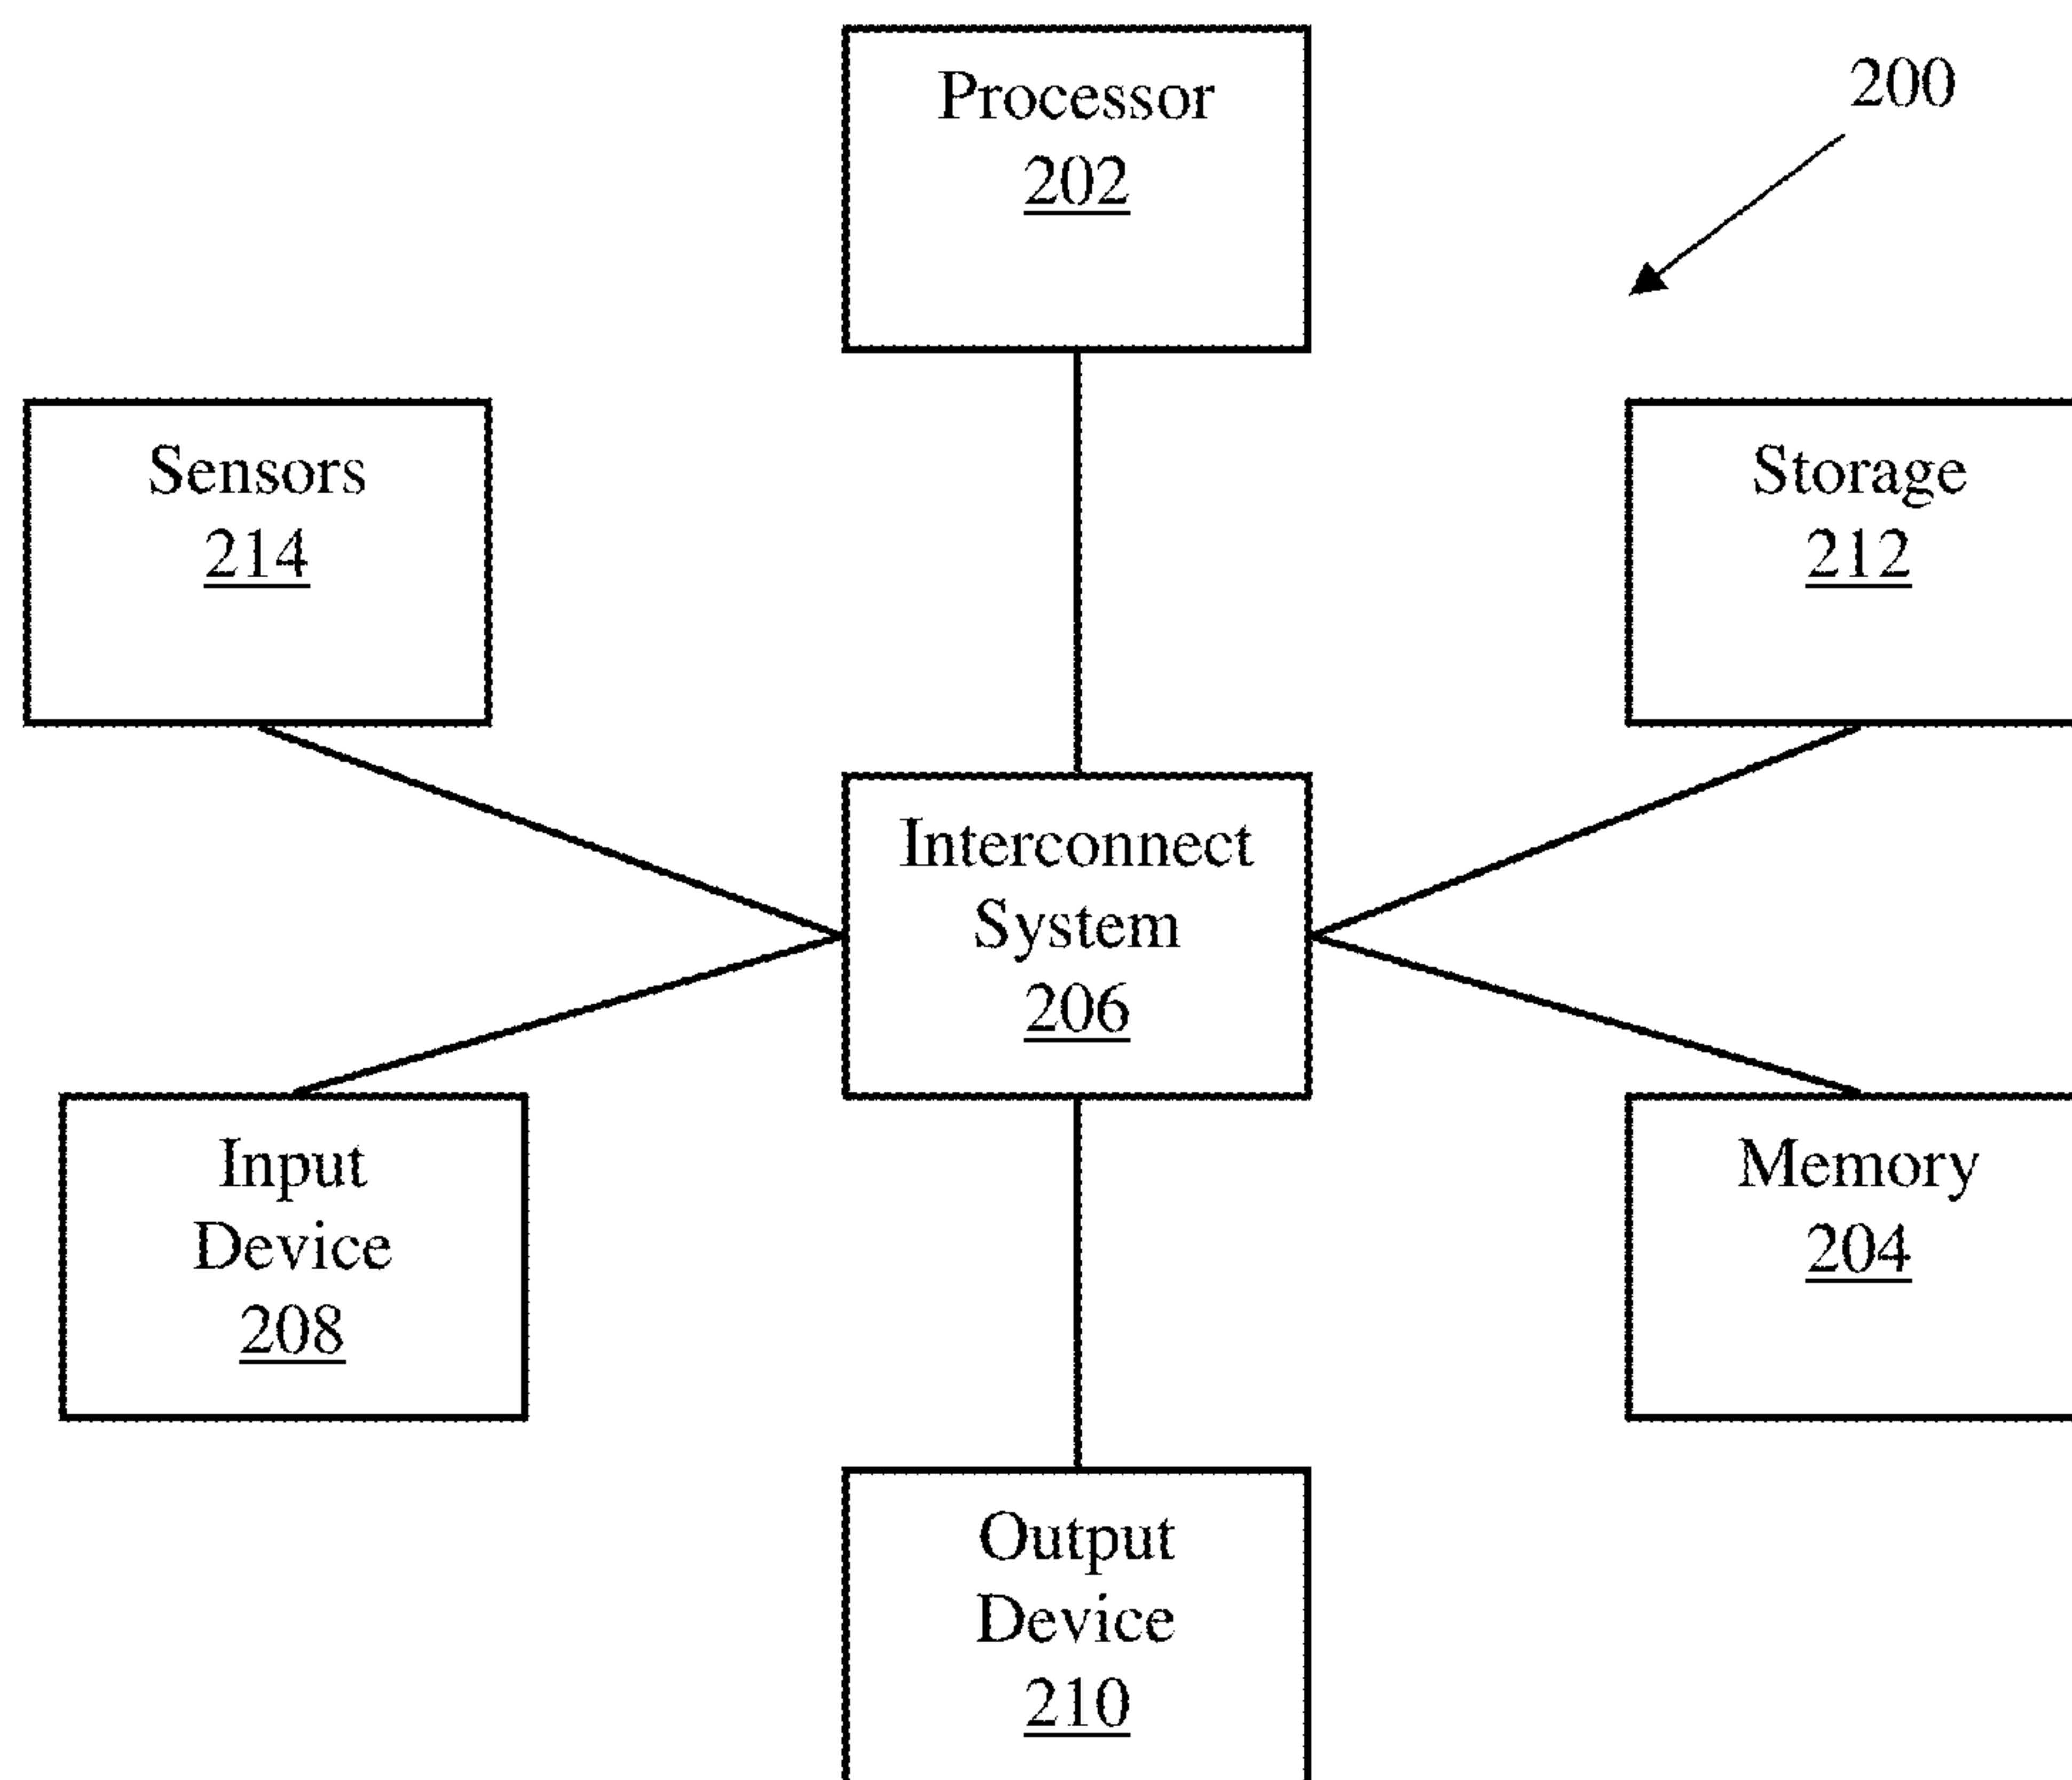 Processor
202
200
Sensors
214
Storage
212
Interconnect
System
206
Input
Device
208
Memory
204
Output
Device
210